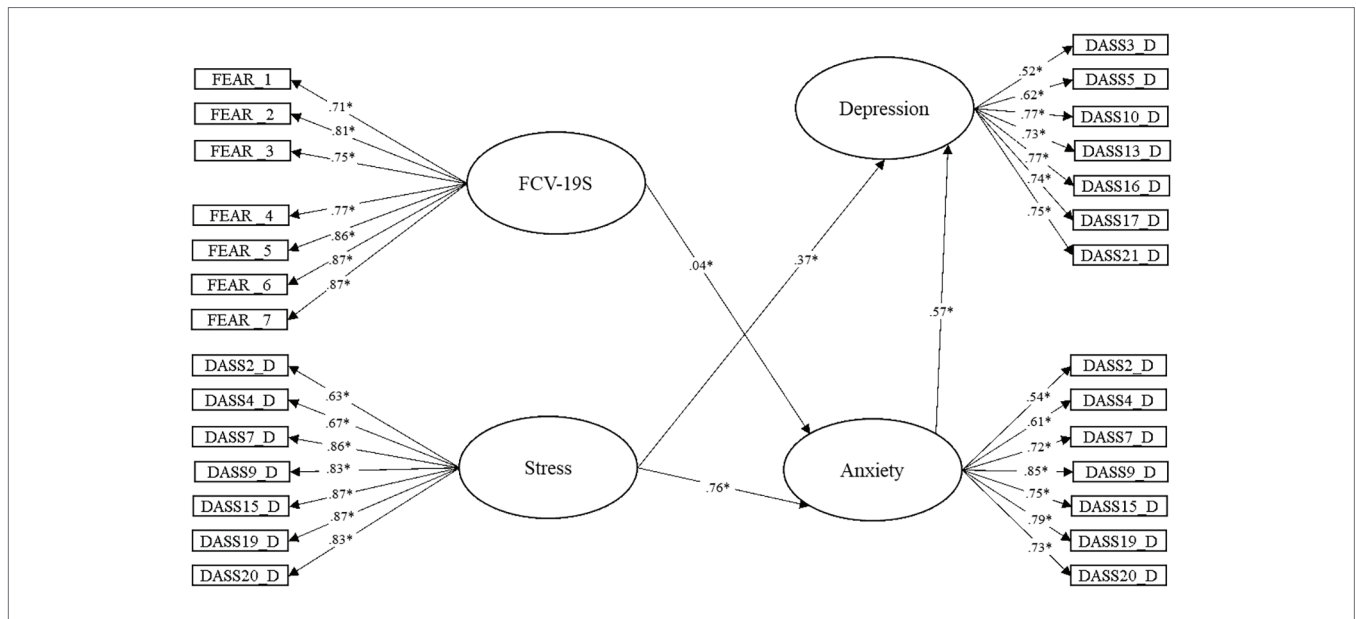 FEAR _1
FEAR _2
FEAR _3
FEAR _4
FEAR _5
FEAR _6
FEAR _7
.71*
.81*
.75*
.77*
.86*
.87*
.87*
FCV-19S
DASS2_D
DASS4_D
DASS7_D
DASS9_D
DASS15_D
DASS19_D
DASS20_D
.63*
.67*
.86*
.83*
.87*
.87*
.83*
Stress
.04*
.37*
.76*
.57*
Depression
.52*
.62*
.77*
.73*
.77*
.74*
.75*
DASS3_D
DASS5_D
DASS10_D
DASS13_D
DASS16_D
DASS17_D
DASS21_D
Anxiety
.54*
.61*
.72*
.85*
.75*
.79*
.73*
DASS2_D
DASS4_D
DASS7_D
DASS9_D
DASS15_D
DASS19_D
DASS20_D